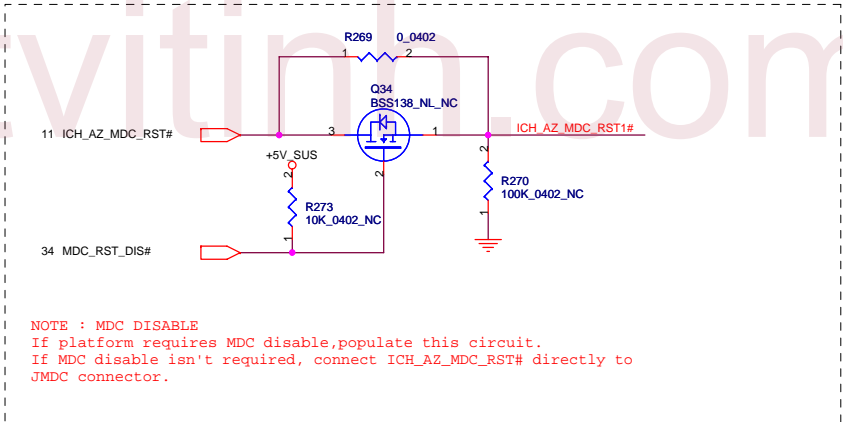 tvitinh.com
R269 0_0402
1 2
Q34
BSS138_NL_NC
11 ICH_AZ_MDC_RST# 3 1 ICH_AZ_MDC_RST1#
+5V_SUS
2 2 2
R270
100K_0402_NC
R273
10K_0402_NC
1 1
34 MDC_RST_DIS#
NOTE : MDC DISABLE
If platform requires MDC disable,populate this circuit.
If MDC disable isn't required, connect ICH_AZ_MDC_RST# directly to
JMDC connector.